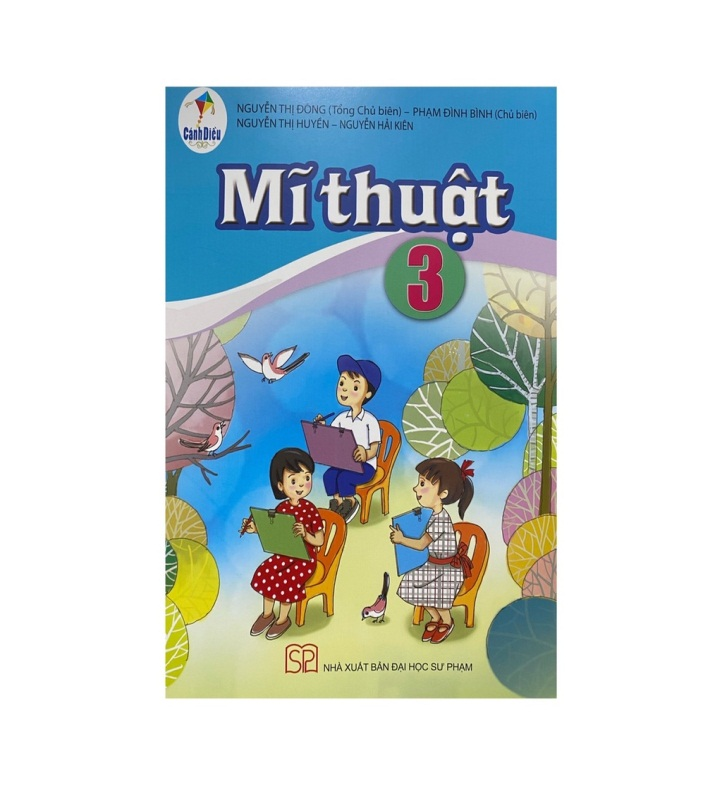 NGUYỄN THỊ ĐÔNG (Tổng Chủ biên) – PHẠM ĐÌNH BÌNH (Chủ biên)
NGUYỄN THỊ HUYỀN – NGUYỄN HẢI KIÊN
Cánh Diều
Mĩ thuật
3
SP
NHÀ XUẤT BẢN ĐẠI HỌC SƯ PHẠM